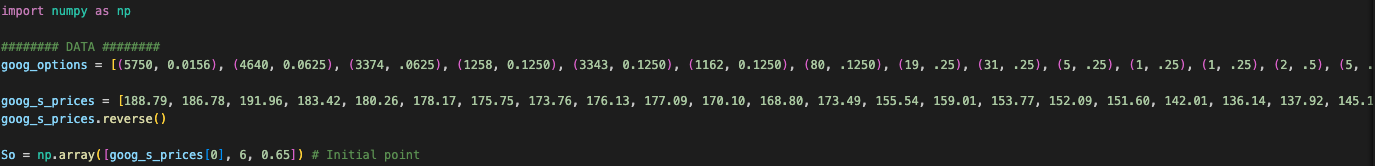 import numpy as np
######## DATA ########
goog_options = [(5750, 0.0156), (4640, 0.0625), (3374, .0625), (1258, 0.1250), (3343, 0.1250), (1162, 0.1250), (80, .1250), (19, .25), (31, .25), (5, .25), (1, .25), (1, .25), (2, .5), (5, .
goog_s_prices = [188.79, 186.78, 191.96, 183.42, 180.26, 178.17, 175.75, 173.76, 176.13, 177.09, 170.10, 168.80, 173.49, 155.54, 159.01, 153.77, 152.09, 151.60, 142.01, 136.14, 137.92, 145.1
goog_s_prices.reverse()
So = np.array([goog_s_prices[0], 6, 0.65]) # Initial point